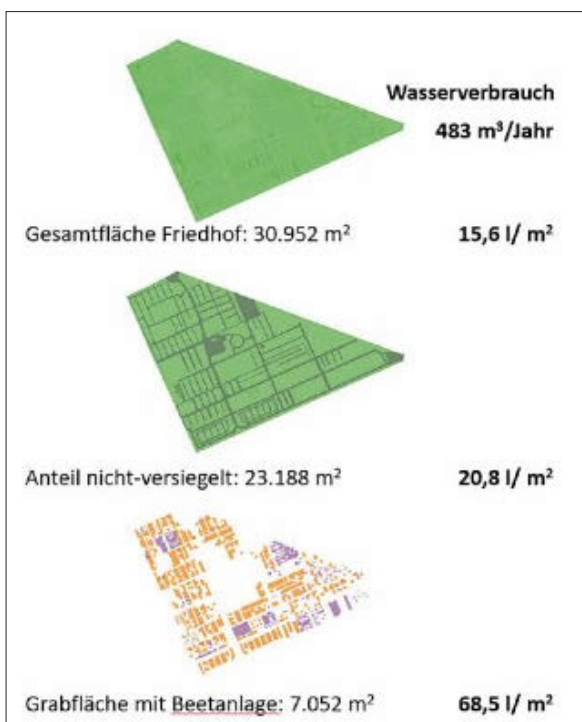 Wasserverbrauch
483 m³/Jahr
Gesamtfläche Friedhof: 30.952 m² 15,6 l/ m²
Anteil nicht-versiegelt: 23.188 m² 20,8 l/ m²
Grabfläche mit Beetanlage: 7.052 m² 68,5 l/ m²